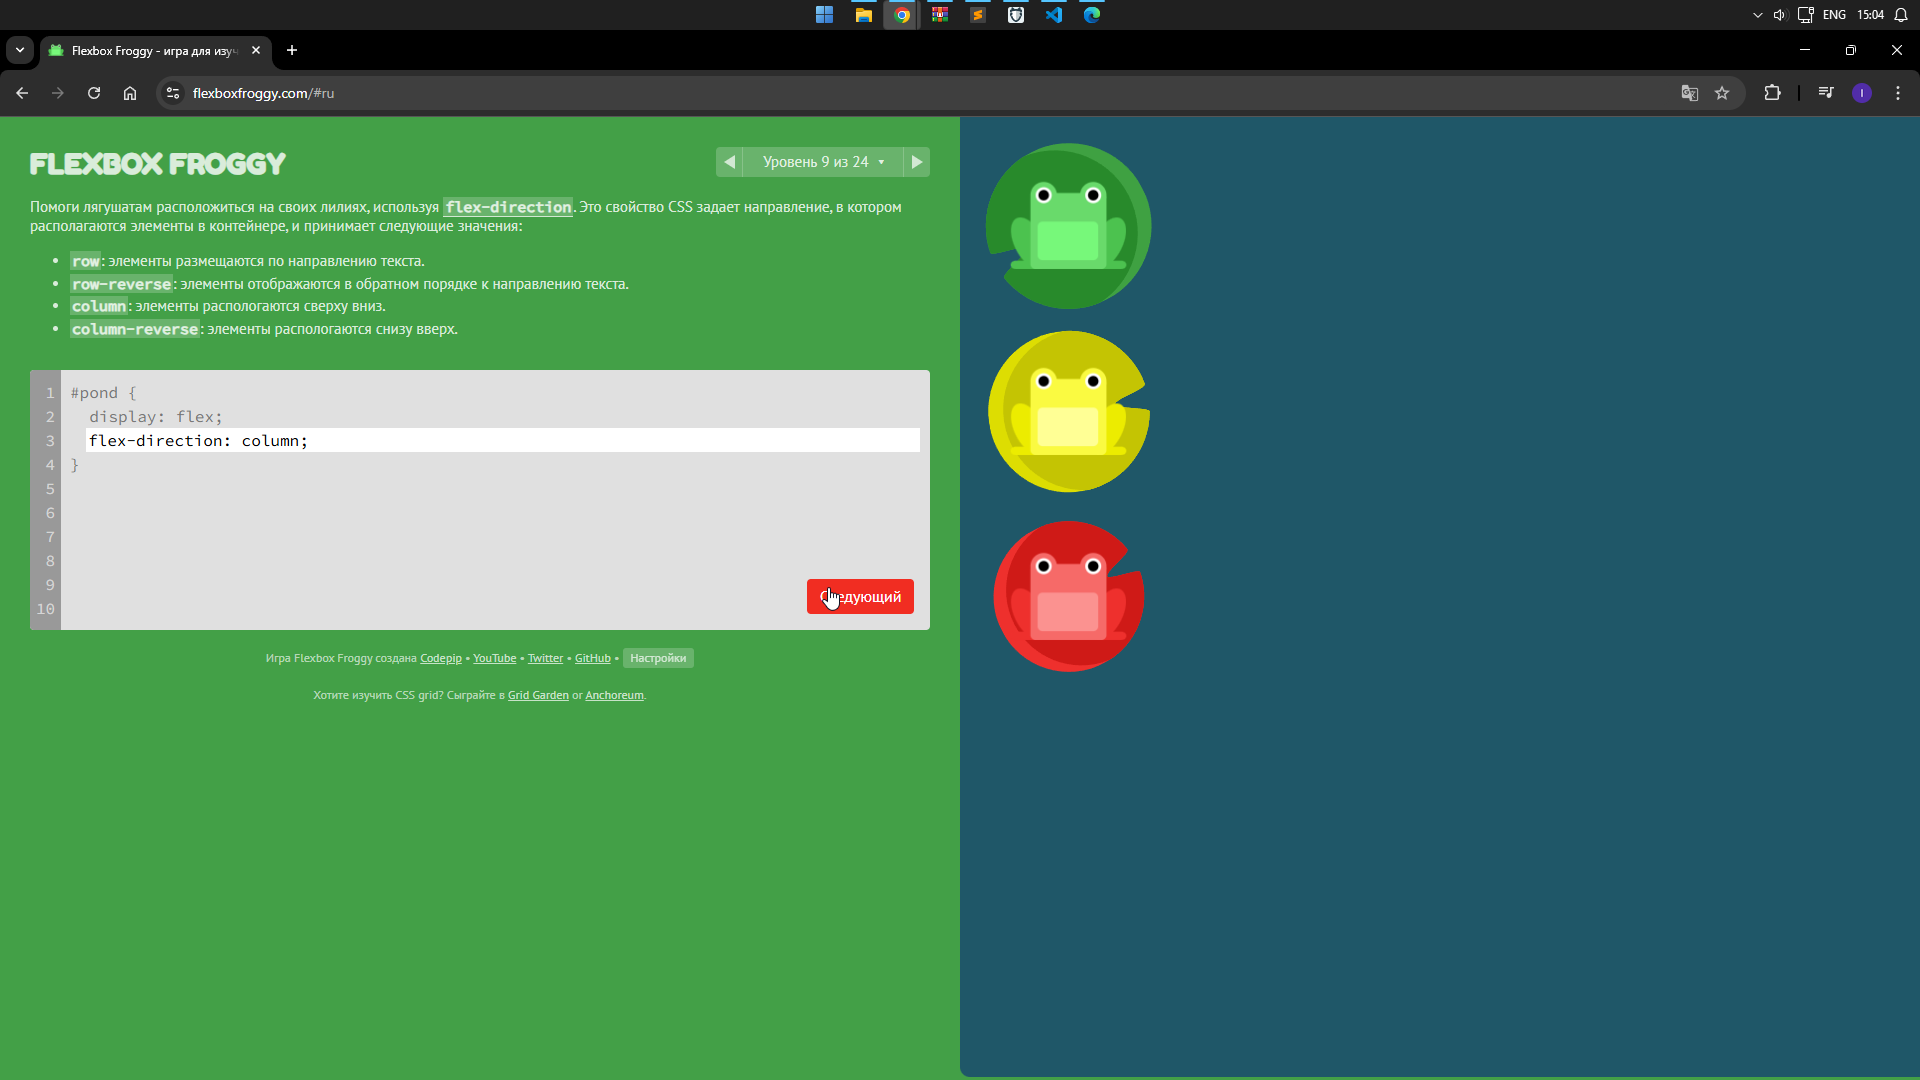 ENG 15:04
Flexbox Froggy - игра для изу
flexboxfroggy.com/#ru
I
FLEXBOX FROGGY
Уровень 9 из 24
Помоги лягушатам расположиться на своих лилиях, используя flex-direction. Это свойство CSS задает направление, в котором
располагаются элементы в контейнере, и принимает следующие значения:
• row: элементы размещаются по направлению текста.
• row-reverse: элементы отображаются в обратном порядке к направлению текста.
• column: элементы распологаются сверху вниз.
• column-reverse: элементы распологаются снизу вверх.
1 #pond {
2 display: flex;
3 flex-direction: column;
4 }
5
6
7
8
9
10
Следующий
Игра Flexbox Froggy создана Codepip • YouTube • Twitter • GitHub • Настройки
Хотите изучить CSS grid? Сыграйте в Grid Garden or Anchoreum.